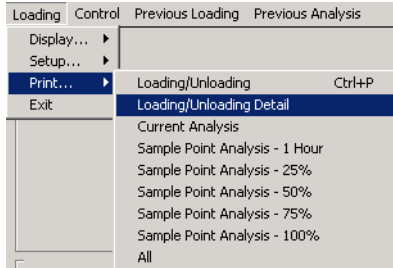 Loading Control Previous Loading Previous Analysis
Display... 
Setup... 
Print... 
Exit
Loading/Unloading Ctrl+P
Loading/Unloading Detail
Current Analysis
Sample Point Analysis - 1 Hour
Sample Point Analysis - 25%
Sample Point Analysis - 50%
Sample Point Analysis - 75%
Sample Point Analysis - 100%
All